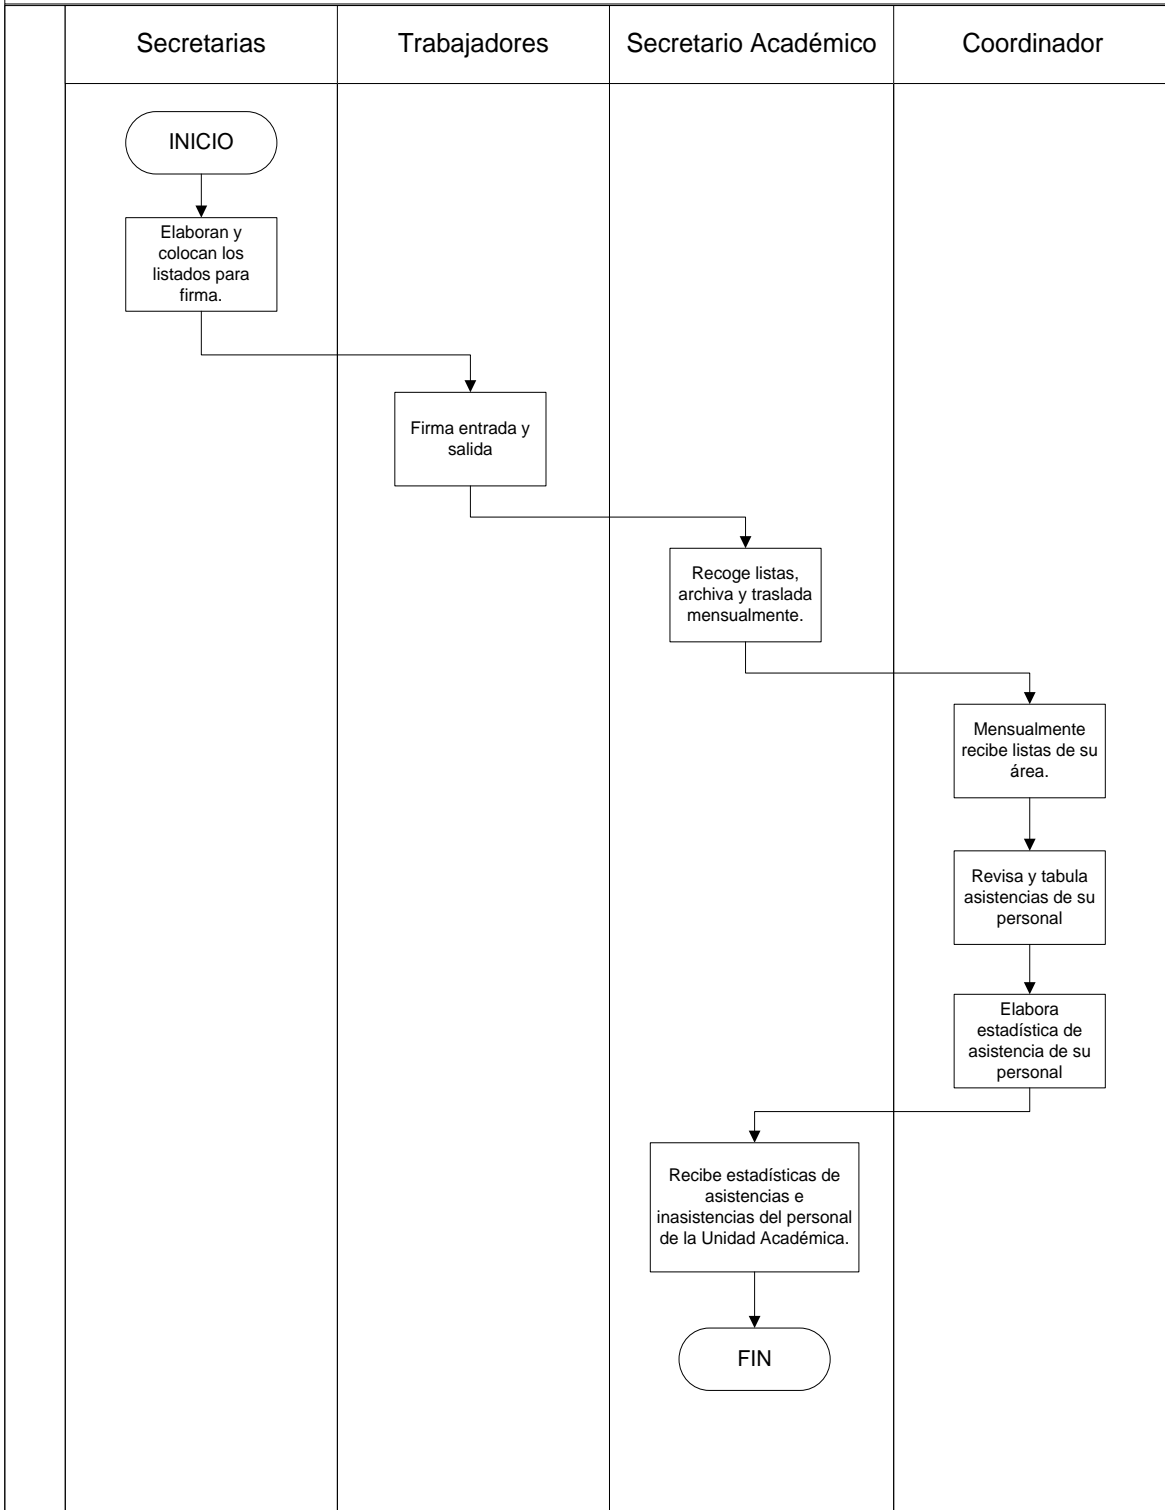 Secretarias
Trabajadores
Secretario Académico
Coordinador
INICIO
Elaboran y
colocan los
listados para
firma.
Firma entrada y
salida
Recoge listas,
archiva y traslada
mensualmente.
Mensualmente
recibe listas de su
área.
Revisa y tabula
asistencias de su
personal
Elabora
estadística de
asistencia de su
personal
Recibe estadísticas de
asistencias e
inasistencias del personal
de la Unidad Académica.
FIN